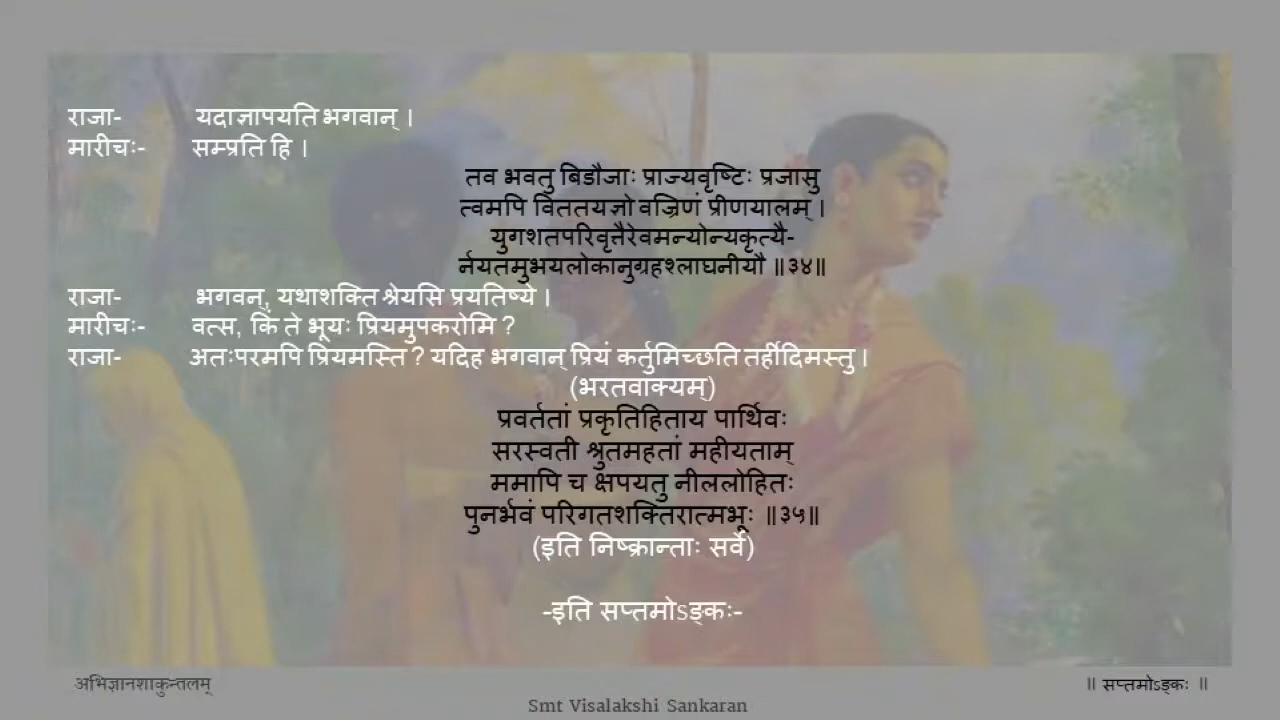 राजा- यदाज्ञापयति भगवान् ।
मारीचः- सम्प्रति हि ।
तव भवतु बिडौजाः प्राज्यवृष्टिः प्रजासु
त्वमपि विततयज्ञो वज्रिणं प्रीणयालम् ।
युगशतपरिवृत्तैरेवमन्योन्यकृत्यै-
र्नयतमुभयलोकानुग्रहश्लाघनीयौ ॥३४॥
राजा- भगवन्, यथाशक्ति श्रेयसि प्रयतिष्ये ।
मारीचः- वत्स, किं ते भूयः प्रियमुपकरोमि ?
राजा- अतःपरमपि प्रियमस्ति ? यदिह भगवान् प्रियं कर्तुमिच्छति तर्हीदिमस्तु ।
(भरतवाक्यम्)
प्रवर्ततां प्रकृतिहिताय पार्थिवः
सरस्वती श्रुतमहतां महीयताम्
ममापि च क्षपयतु नीललोहितः
पुनर्भवं परिगतशक्तिरात्मभूः ॥३५॥
(इति निष्क्रान्ताः सर्वे)
-इति सप्तमोऽङ्कः-
अभिज्ञानशाकुन्तलम्
॥ सप्तमोऽङ्कः ॥
Smt Visalakshi Sankaran